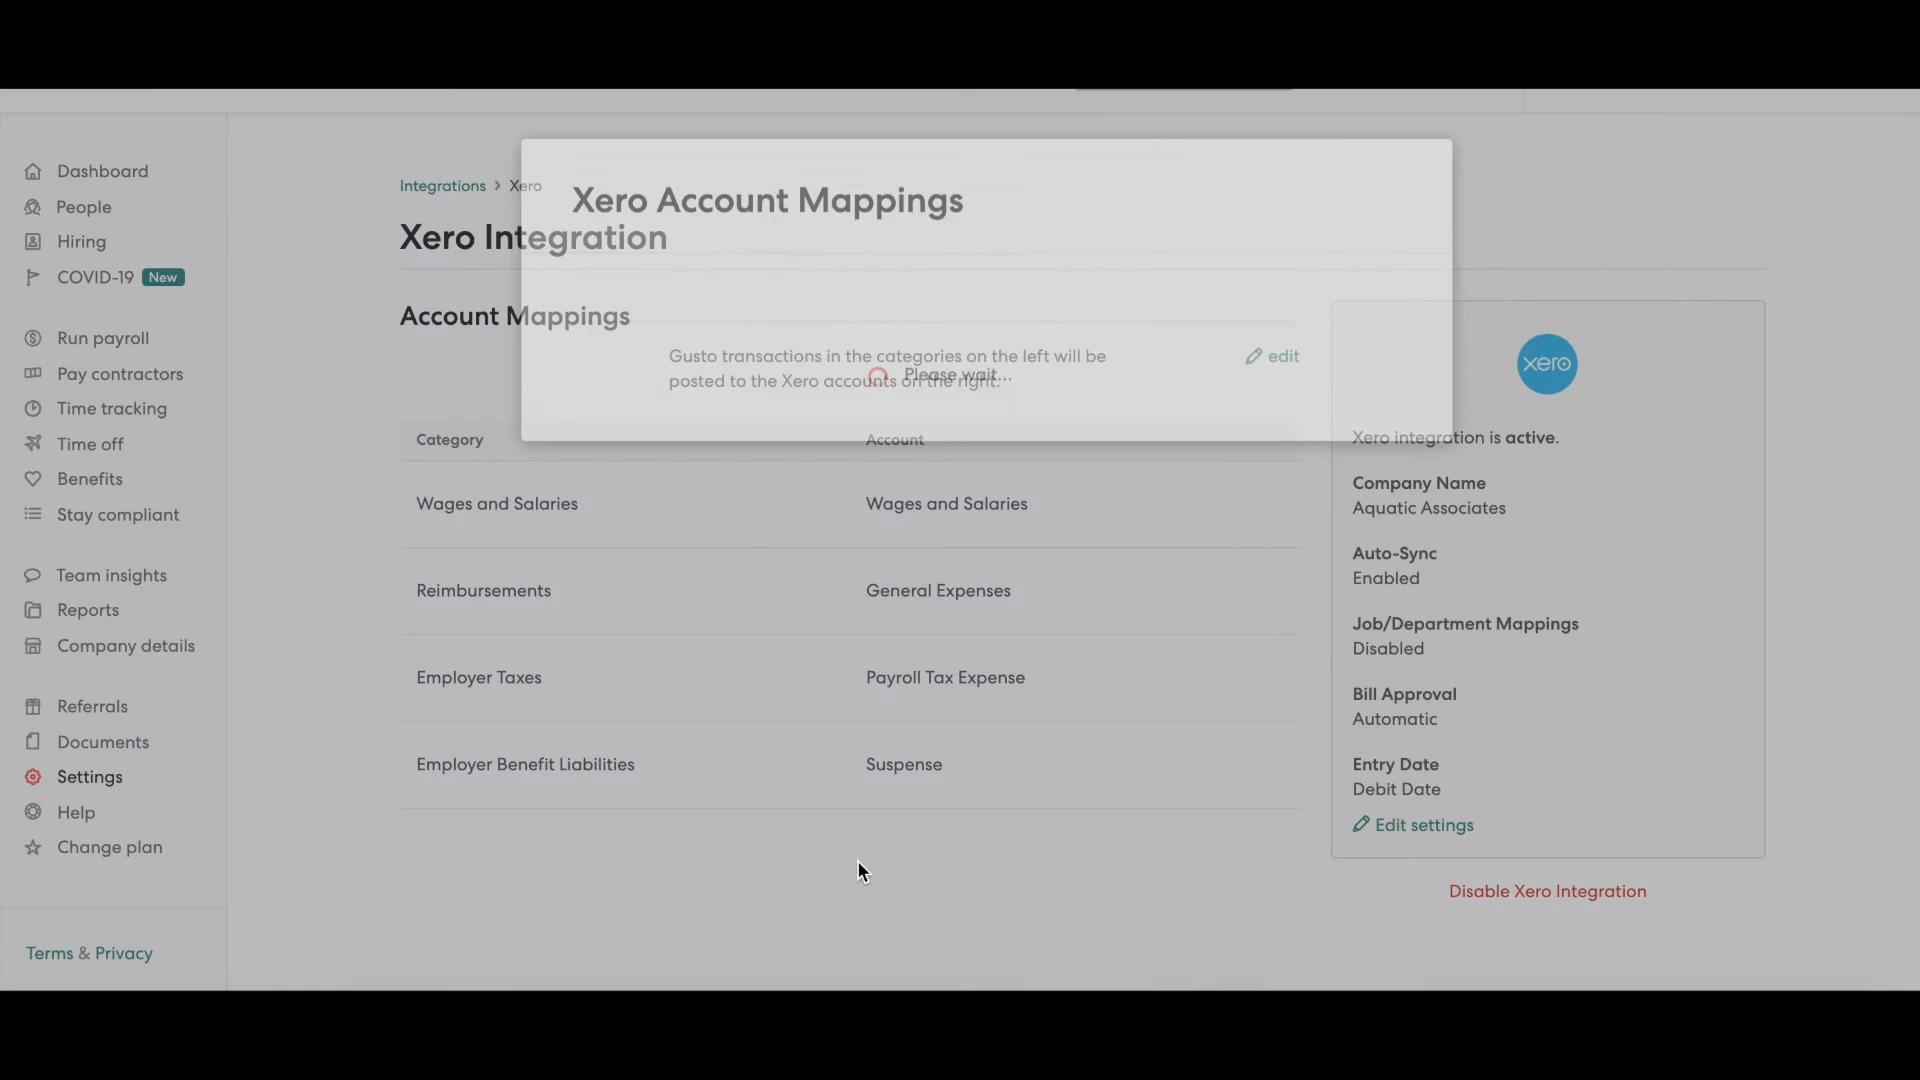 Dashboard
People
Hiring
COVID-19 New
Run payroll
Pay contractors
Time tracking
Time off
Benefits
Stay compliant
Team insights
Reports
Company details
Referrals
Documents
Settings
Help
Change plan
Terms & Privacy
Integrations > Xero
Xero Integration
Xero Account Mappings
Please wait...
Account Mappings
Gusto transactions in the categories on the left will be
posted to the Xero accounts on the right.
edit
Category Account
Wages and Salaries Wages and Salaries
Reimbursements General Expenses
Employer Taxes Payroll Tax Expense
Employer Benefit Liabilities Suspense
xero
Xero integration is active.
Company Name
Aquatic Associates
Auto-Sync
Enabled
Job/Department Mappings
Disabled
Bill Approval
Automatic
Entry Date
Debit Date
Edit settings
Disable Xero Integration